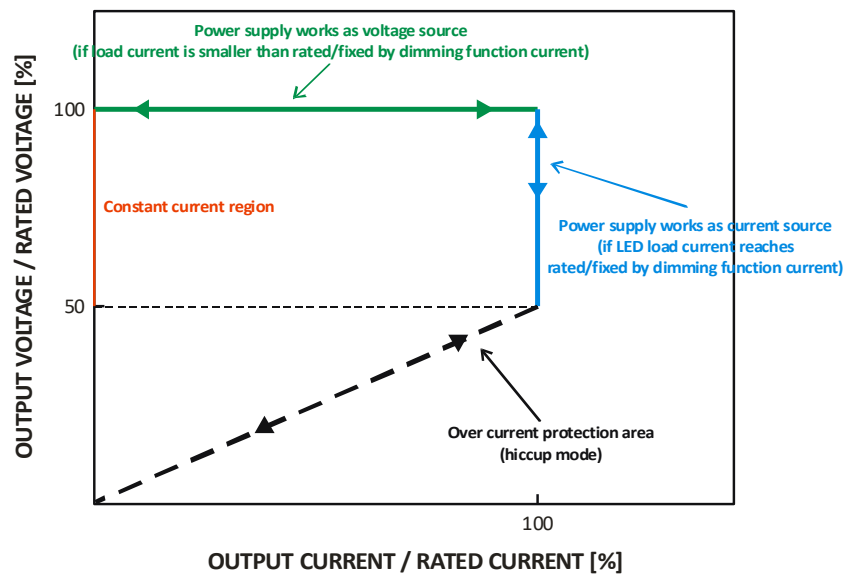 Power supply works as voltage source
(if load current is smaller than rated/fixed by dimming function current)
OUTPUT VOLTAGE / RATED VOLTAGE [%]
100
Constant current region
Power supply works as current source
(if LED load current reaches
rated/fixed by dimming function current)
50
Over current protection area
(hiccup mode)
100
OUTPUT CURRENT / RATED CURRENT [%]